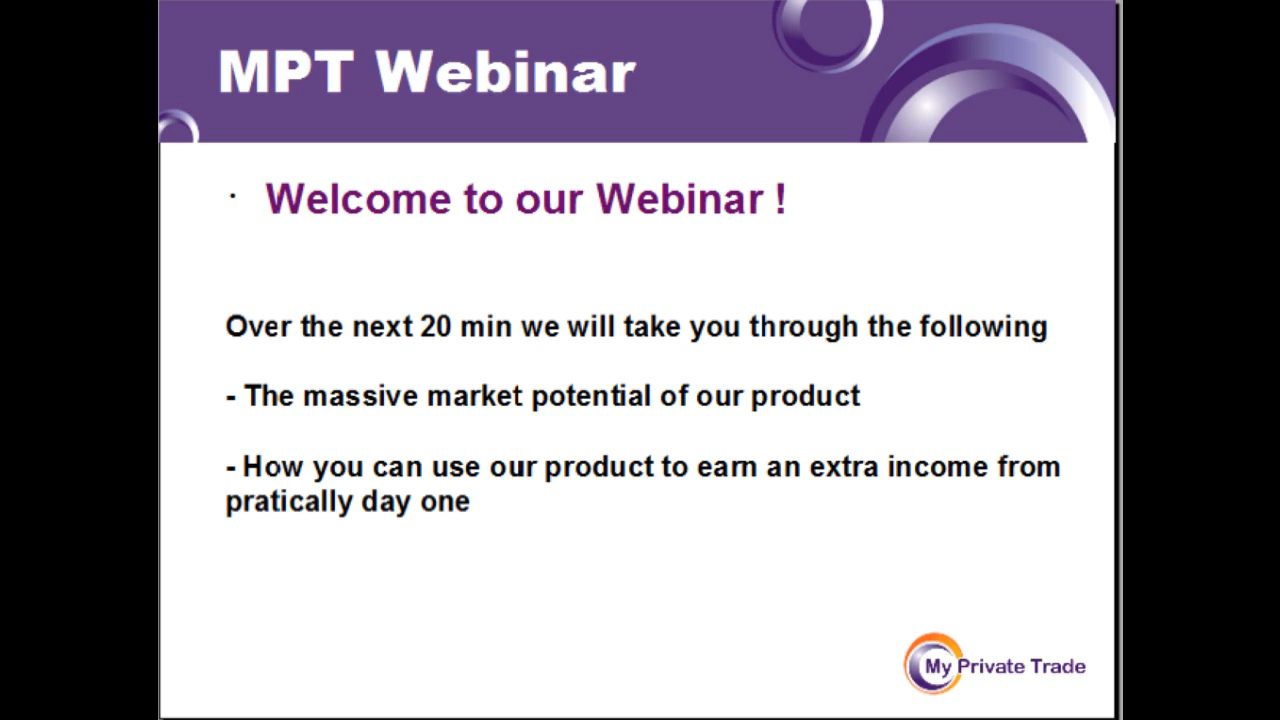 MPT Webinar
· Welcome to our Webinar !
Over the next 20 min we will take you through the following
- The massive market potential of our product
- How you can use our product to earn an extra income from
pratically day one
My Private Trade